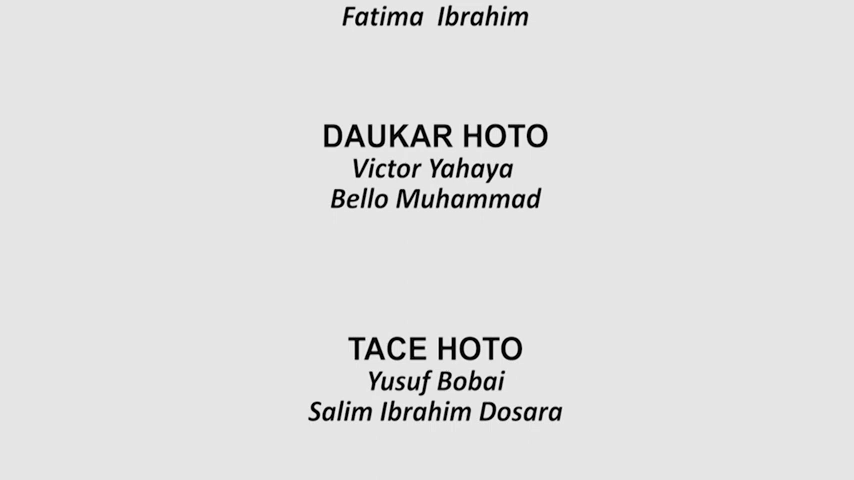 Fatima Ibrahim
DAUKAR HOTO
Victor Yahaya
Bello Muhammad
TACE HOTO
Yusuf Bobai
Salim Ibrahim Dosara